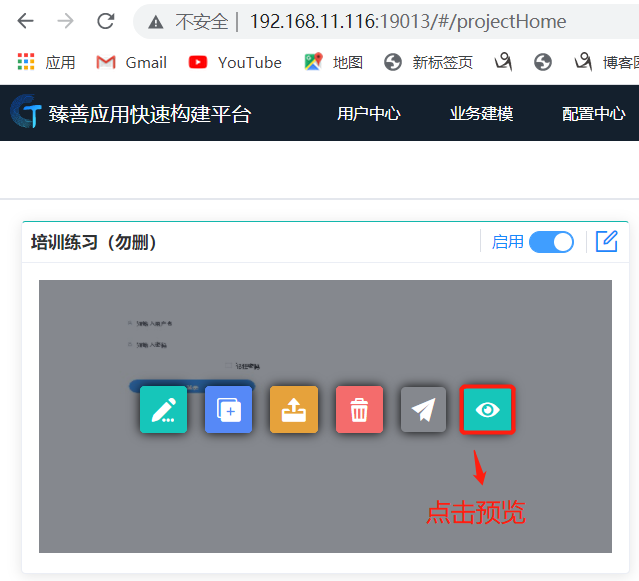 不安全 | 192.168.11.116:19013/#/projectHome
应用 Gmail YouTube 地图 新标签页 博客园
臻善应用快速构建平台 用户中心 业务建模 配置中心
培训练习（勿删） 启用
点击预览